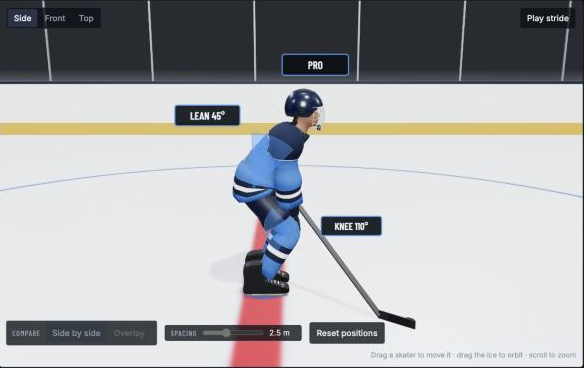 Side Front Top
Play stride
PRO
LEAN 45°
KNEE 110°
COMPARE Side by side Overlay
SPACING 2.5 m
Reset positions
Drag a skater to move it · drag the ice to orbit · scroll to zoom